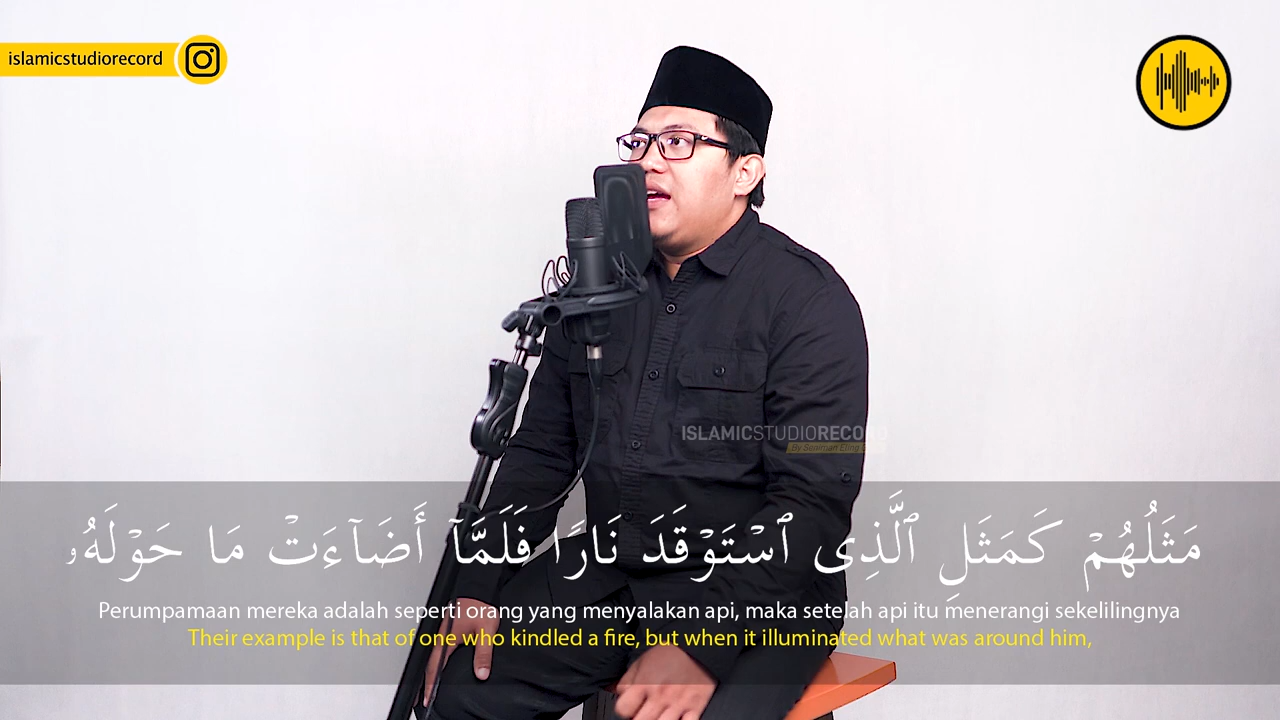 islamicstudiorecord
ISLAMICSTUDIORECORD
مَثَلُهُمْ كَمَثَلِ ٱلَّذِى ٱسْتَوْقَدَ نَارًا فَلَمَّآ أَضَآءَتْ مَا حَوْلَهُۥ
Perumpamaan mereka adalah seperti orang yang menyalakan api, maka setelah api itu menerangi sekelilingnya
Their example is that of one who kindled a fire, but when it illuminated what was around him,